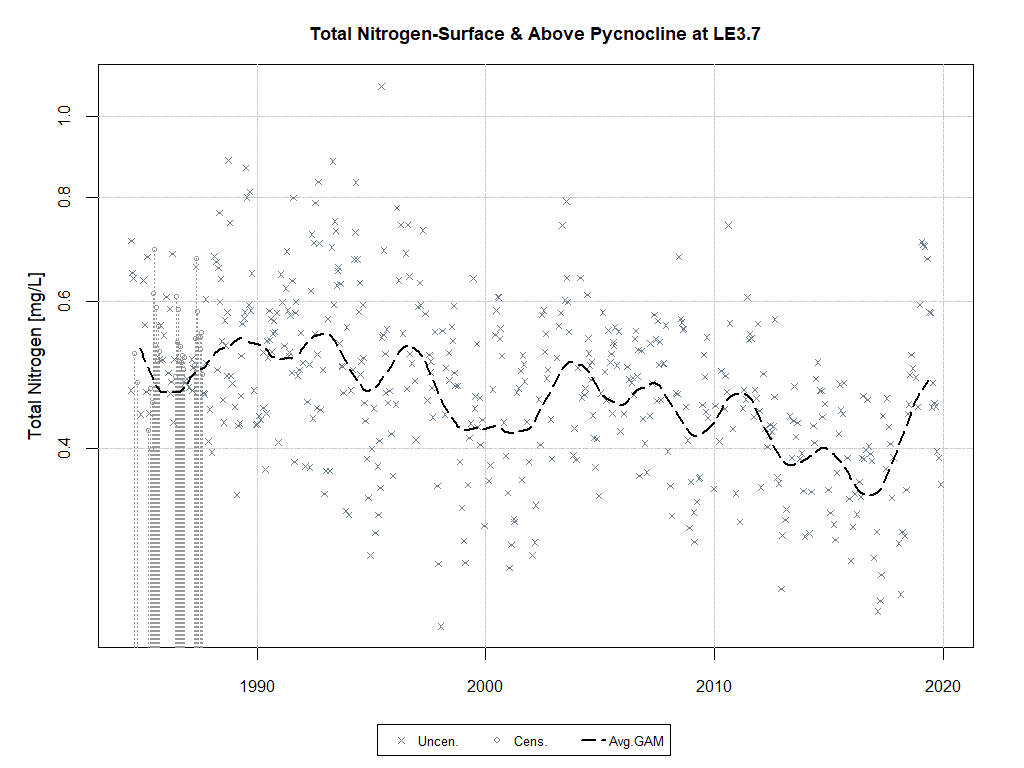 Total Nitrogen-Surface & Above Pycnocline at LE3.7
Total Nitrogen [mg/L]
1.0
0.8
0.6
0.4
1990
2000
2010
2020
Uncen.
Cens.
Avg.GAM